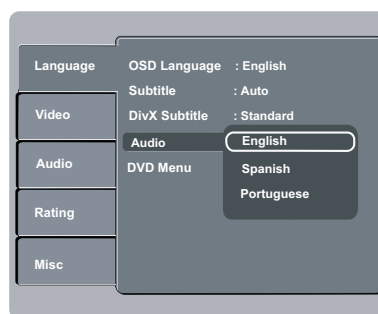 Language
Video
Audio
Rating
Misc
OSD Language : English
Subtitle : Auto
DivX Subtitle : Standard
Audio English
DVD Menu Spanish
Portuguese